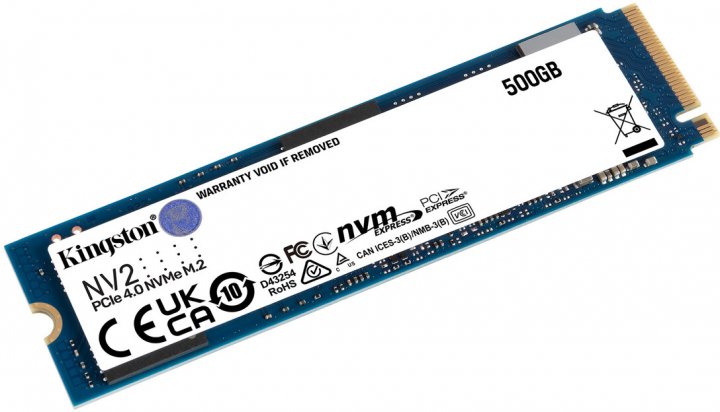 500GB
WARRANTY VOID IF REMOVED
Kingston
NV2
PCIe 4.0 NVMe M.2
CE UK CA
10
FC
D43254
RoHS
nvm
EXPRESS
PCI
EXPRESS
CAN ICES-3(B)/NMB-3(B)
VCI
c US